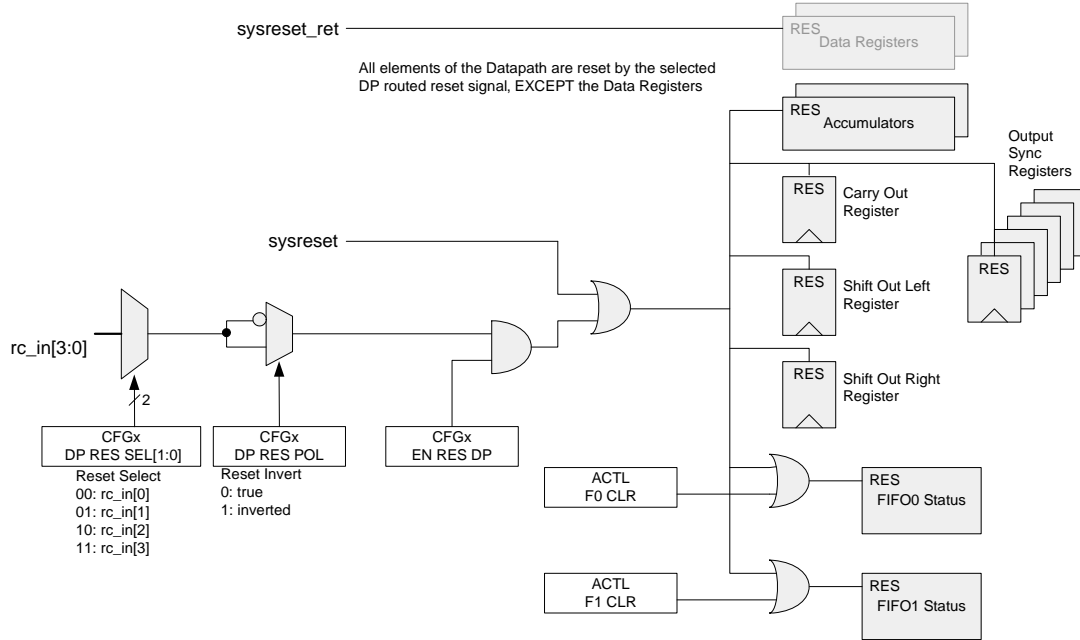 sysreset_ret
RES
Data Registers
All elements of the Datapath are reset by the selected
DP routed reset signal, EXCEPT the Data Registers
RES
Accumulators
Output
Sync
Registers
RES
Carry Out
Register
sysreset
RES
RES
Shift Out Left
Register
rc_in[3:0]
RES
Shift Out Right
Register
2
CFGx
DP RES SEL[1:0]
CFGx
DP RES POL
CFGx
EN RES DP
Reset Select
00: rc_in[0]
01: rc_in[1]
10: rc_in[2]
11: rc_in[3]
Reset Invert
0: true
1: inverted
ACTL
F0 CLR
RES
FIFO0 Status
ACTL
F1 CLR
RES
FIFO1 Status